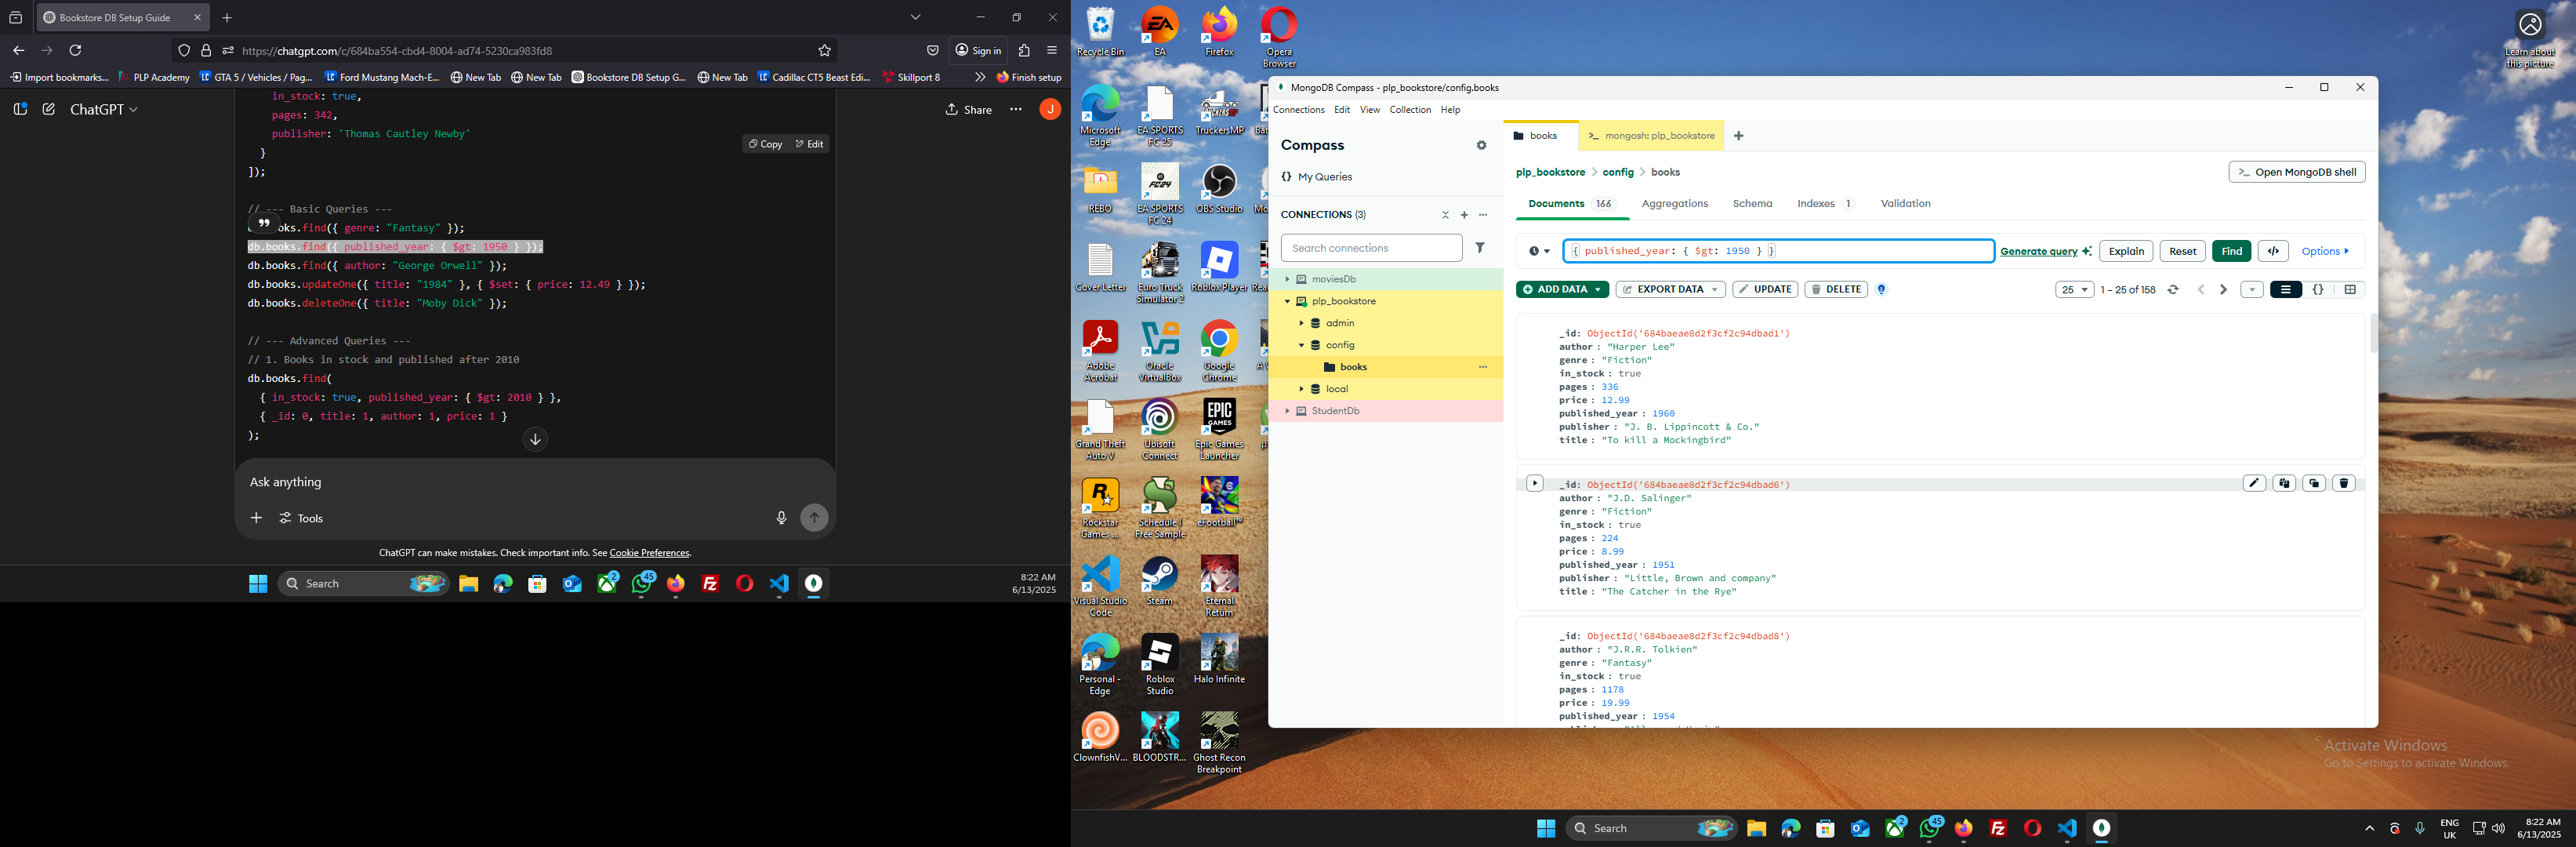 Bookstore DB Setup Guide
https://chatgpt.com/c/684ba554-cbd4-8004-ad74-5230ca983fd8
Sign in
Import bookmarks...
PLP Academy
GTA 5 / Vehicles / Pag...
Ford Mustang Mach-E...
New Tab
New Tab
Bookstore DB Setup G...
New Tab
Cadillac CT5 Beast Edi...
Skillport 8
Finish setup
ChatGPT
Share
J
in_stock: true,
pages: 342,
publisher: 'Thomas Cautley Newby'
Copy
Edit
}
]);
// --- Basic Queries ---
books.find({ genre: "Fantasy" });
db.books.find({ published_year: { $gt: 1950 } });
db.books.find({ author: "George Orwell" });
db.books.updateOne({ title: "1984" }, { $set: { price: 12.49 } });
db.books.deleteOne({ title: "Moby Dick" });
// --- Advanced Queries ---
// 1. Books in stock and published after 2010
db.books.find(
{ in_stock: true, published_year: { $gt: 2010 } },
{ _id: 0, title: 1, author: 1, price: 1 }
);
Ask anything
Tools
ChatGPT can make mistakes. Check important info. See Cookie Preferences.
Search
2
45
8:22 AM
6/13/2025
Recycle Bin
EA
Firefox
Opera Browser
Microsoft Edge
EA SPORTS FC 25
TruckersMP
REBO
EA SPORTS FC 24
OBS Studio
Cover Letter
Euro Truck Simulator 2
Roblox Player
Adobe Acrobat
Oracle VirtualBox
Google Chrome
Grand Theft Auto V
Ubisoft Connect
Epic Games Launcher
Rockstar Games ...
Schedule I Free Sample
eFootball™
Visual Studio Code
Steam
Eternal Return
Personal - Edge
Roblox Studio
Halo Infinite
ClownfishV...
BLOODSTR...
Ghost Recon Breakpoint
Learn about this picture
MongoDB Compass - plp_bookstore/config.books
Connections
Edit
View
Collection
Help
Compass
{} My Queries
CONNECTIONS (3)
Search connections
moviesDb
plp_bookstore
admin
config
books
local
StudentDb
books
mongosh: plp_bookstore
plp_bookstore > config > books
Open MongoDB shell
Documents 166
Aggregations
Schema
Indexes 1
Validation
{ published_year: { $gt: 1950 } }
Generate query
Explain
Reset
Find
Options
ADD DATA
EXPORT DATA
UPDATE
DELETE
25
1 – 25 of 158
_id: ObjectId('684baeae8d2f3cf2c94dbad1')
author : "Harper Lee"
genre : "Fiction"
in_stock : true
pages : 336
price : 12.99
published_year : 1960
publisher : "J. B. Lippincott & Co."
title : "To kill a Mockingbird"
_id: ObjectId('684baeae8d2f3cf2c94dbad6')
author : "J.D. Salinger"
genre : "Fiction"
in_stock : true
pages : 224
price : 8.99
published_year : 1951
publisher : "Little, Brown and company"
title : "The Catcher in the Rye"
_id: ObjectId('684baeae8d2f3cf2c94dbad8')
author : "J.R.R. Tolkien"
genre : "Fantasy"
in_stock : true
pages : 1178
price : 19.99
published_year : 1954
Activate Windows
Go to Settings to activate Windows.
Search
2
45
ENG
UK
8:22 AM
6/13/2025